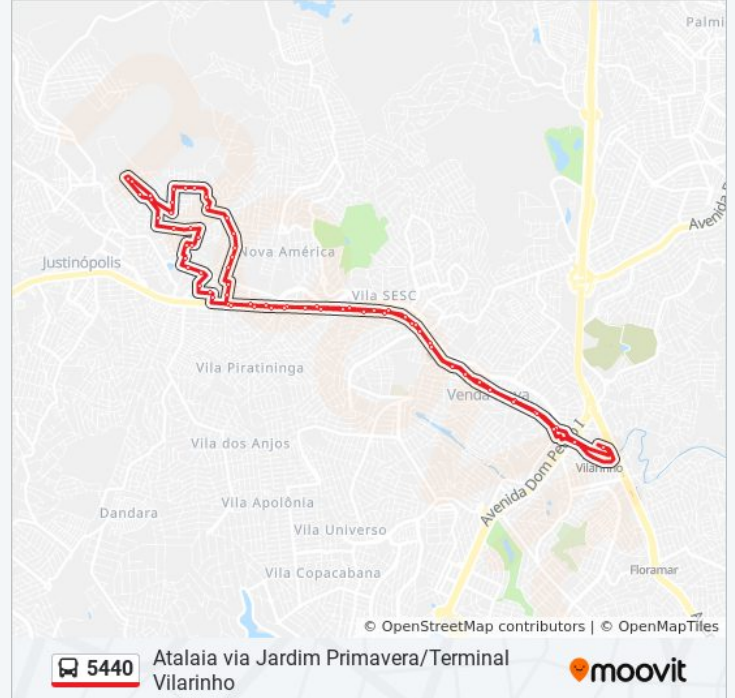 Palmi
Avenida
Nova América
Justinópolis
Vila SESC
Vila Piratininga
Venda Nova
Vila dos Anjos
Avenida Dom Pedro I
Vilarinho
Vila Apolônia
Dandara
Vila Universo
Vila Copacabana
Floramar
© OpenStreetMap contributors | © OpenMapTiles
5440
Atalaia via Jardim Primavera/Terminal
Vilarinho
moovit